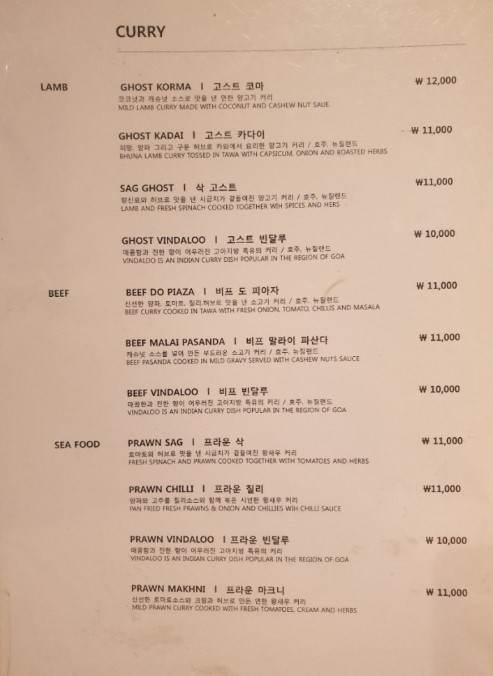 CURRY
LAMB
GHOST KORMA | 고스트 코마 ₩ 12,000
코코넛과 캐슈넛 소스로 맛을 낸 연한 양고기 커리
MILD LAMB CURRY MADE WITH COCONUT AND CASHEW NUT SAUE
GHOST KADAI | 고스트 카다이 ₩ 11,000
피망, 양파 그리고 구운 허브로 타와에서 요리한 양고기 커리 / 호주, 뉴질랜드
BHUNA LAMB CURRY TOSSED IN TAWA WITH CAPSICUM, ONION AND ROASTED HERBS
SAG GHOST | 삭 고스트 ₩11,000
향신료와 허브로 맛을 낸 시금치가 곁들여진 양고기 커리 / 호주, 뉴질랜드
LAMB AND FRESH SPINACH COOKED TOGETHER WIH SPICES AND HERS
GHOST VINDALOO | 고스트 빈달루 ₩ 10,000
매콤함과 진한 향이 어우러진 고아지방 특유의 커리 / 호주, 뉴질랜드
VINDALOO IS AN INDIAN CURRY DISH POPULAR IN THE REGION OF GOA
BEEF
BEEF DO PIAZA | 비프 도 피아자 ₩ 11,000
신선한 양파, 토마토, 칠리,허브로 맛을 낸 소고기 커리 / 호주, 뉴질랜드
BEEF CURRY COOKED IN TAWA WITH FRESH ONION, TOMATO, CHILLIS AND MASALA
BEEF MALAI PASANDA | 비프 말라이 파산다 ₩ 11,000
캐슈넛 소스를 넣어 만든 부드러운 소고기 커리 / 호주, 뉴질랜드
BEEF PASANDA COOKED IN MILD GRAVY SERVED WITH CASHEW NUTS SAUCE
BEEF VINDALOO | 비프 빈달루 ₩ 10,000
매콤함과 진한 향이 어우러진 고아지방 특유의 커리 / 호주, 뉴질랜드
VINDALOO IS AN INDIAN CURRY DISH POPULAR IN THE REGION OF GOA
SEA FOOD
PRAWN SAG | 프라운 삭 ₩ 11,000
토마토와 허브로 맛을 낸 시금치가 곁들여진 왕새우 커리
FRESH SPINACH AND PRAWN COOKED TOGETHER WITH TOMATOES AND HERBS
PRAWN CHILLI | 프라운 칠리 ₩11,000
양파와 고추를 칠리소스와 함께 볶은 시년한 왕새우 커리
PAN FRIED FRESH PRAWNS & ONION AND CHILLIES WIH CHILLI SAUCE
PRAWN VINDALOO | 프라운 빈달루 ₩ 10,000
매콤함과 진한 향이 어우러진 고아지방 특유의 커리
VINDALOO IS AN INDIAN CURRY DISH POPULAR IN THE REGION OF GOA
PRAWN MAKHNI | 프라운 마크니 ₩ 11,000
신선한 토마토소스와 크림과 허브로 만든 연한 왕새우 커리
MILD PRAWN CURRY COOKED WITH FRESH TOMATOES, CREAM AND HERBS